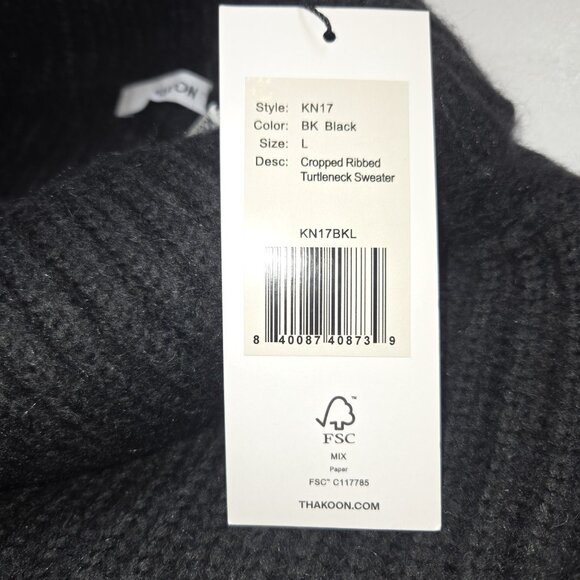 Style: KN17
Color: BK Black
Size: L
Desc: Cropped Ribbed
Turtleneck Sweater
KN17BKL
8 40087 40873 9
FSC
MIX
Paper
FSC™ C117785
THAKOON.COM